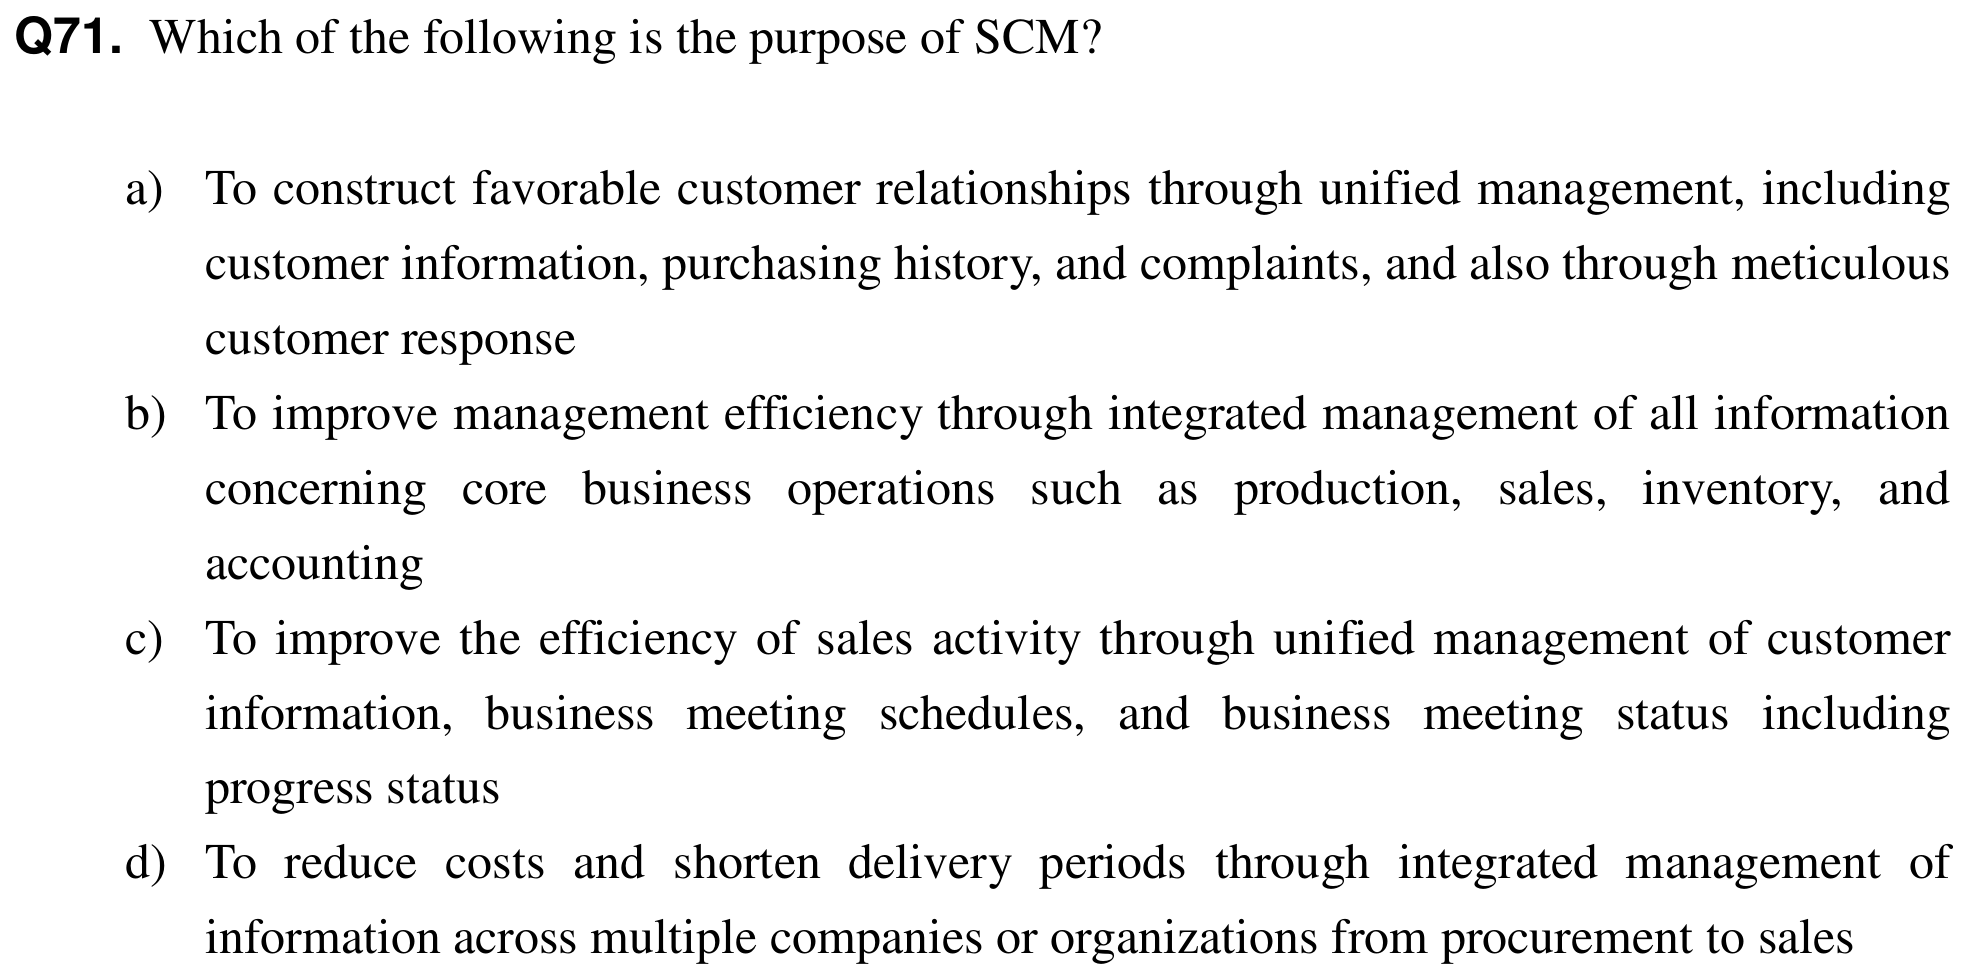 Q71. Which of the following is the purpose of SCM?
a) To construct favorable customer relationships through unified management, including
customer information, purchasing history, and complaints, and also through meticulous
customer response
b) To improve management efficiency through integrated management of all information
concerning core business operations such as production, sales, inventory, and
accounting
c) To improve the efficiency of sales activity through unified management of customer
information, business meeting schedules, and business meeting status including
progress status
d) To reduce costs and shorten delivery periods through integrated management of
information across multiple companies or organizations from procurement to sales